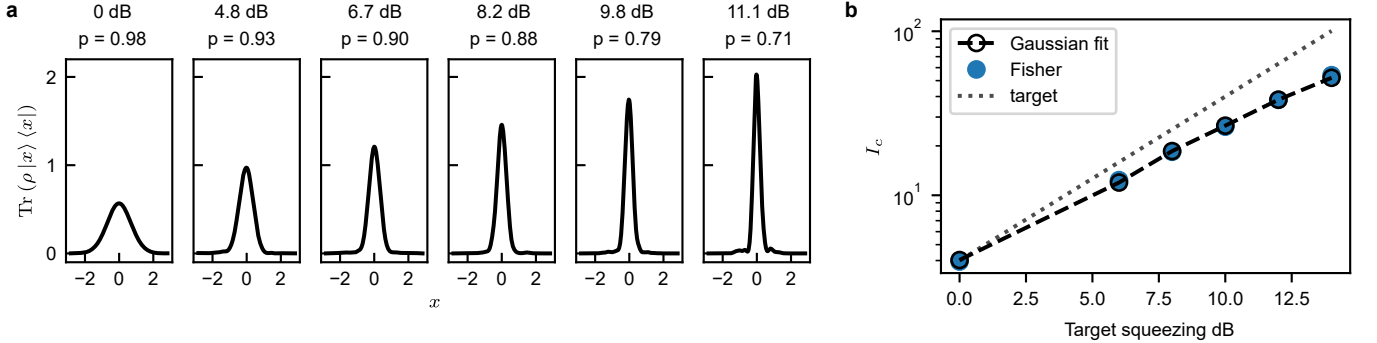 a
0 dB 4.8 dB 6.7 dB 8.2 dB 9.8 dB 11.1 dB
p = 0.98 p = 0.93 p = 0.90 p = 0.88 p = 0.79 p = 0.71
Tr (ρ |x⟩ ⟨x|)
2
1
0
−2 0 2 −2 0 2 −2 0 2 −2 0 2 −2 0 2 −2 0 2
x
b
Gaussian fit
Fisher
target
I_c
10²
10¹
0.0 2.5 5.0 7.5 10.0 12.5
Target squeezing dB